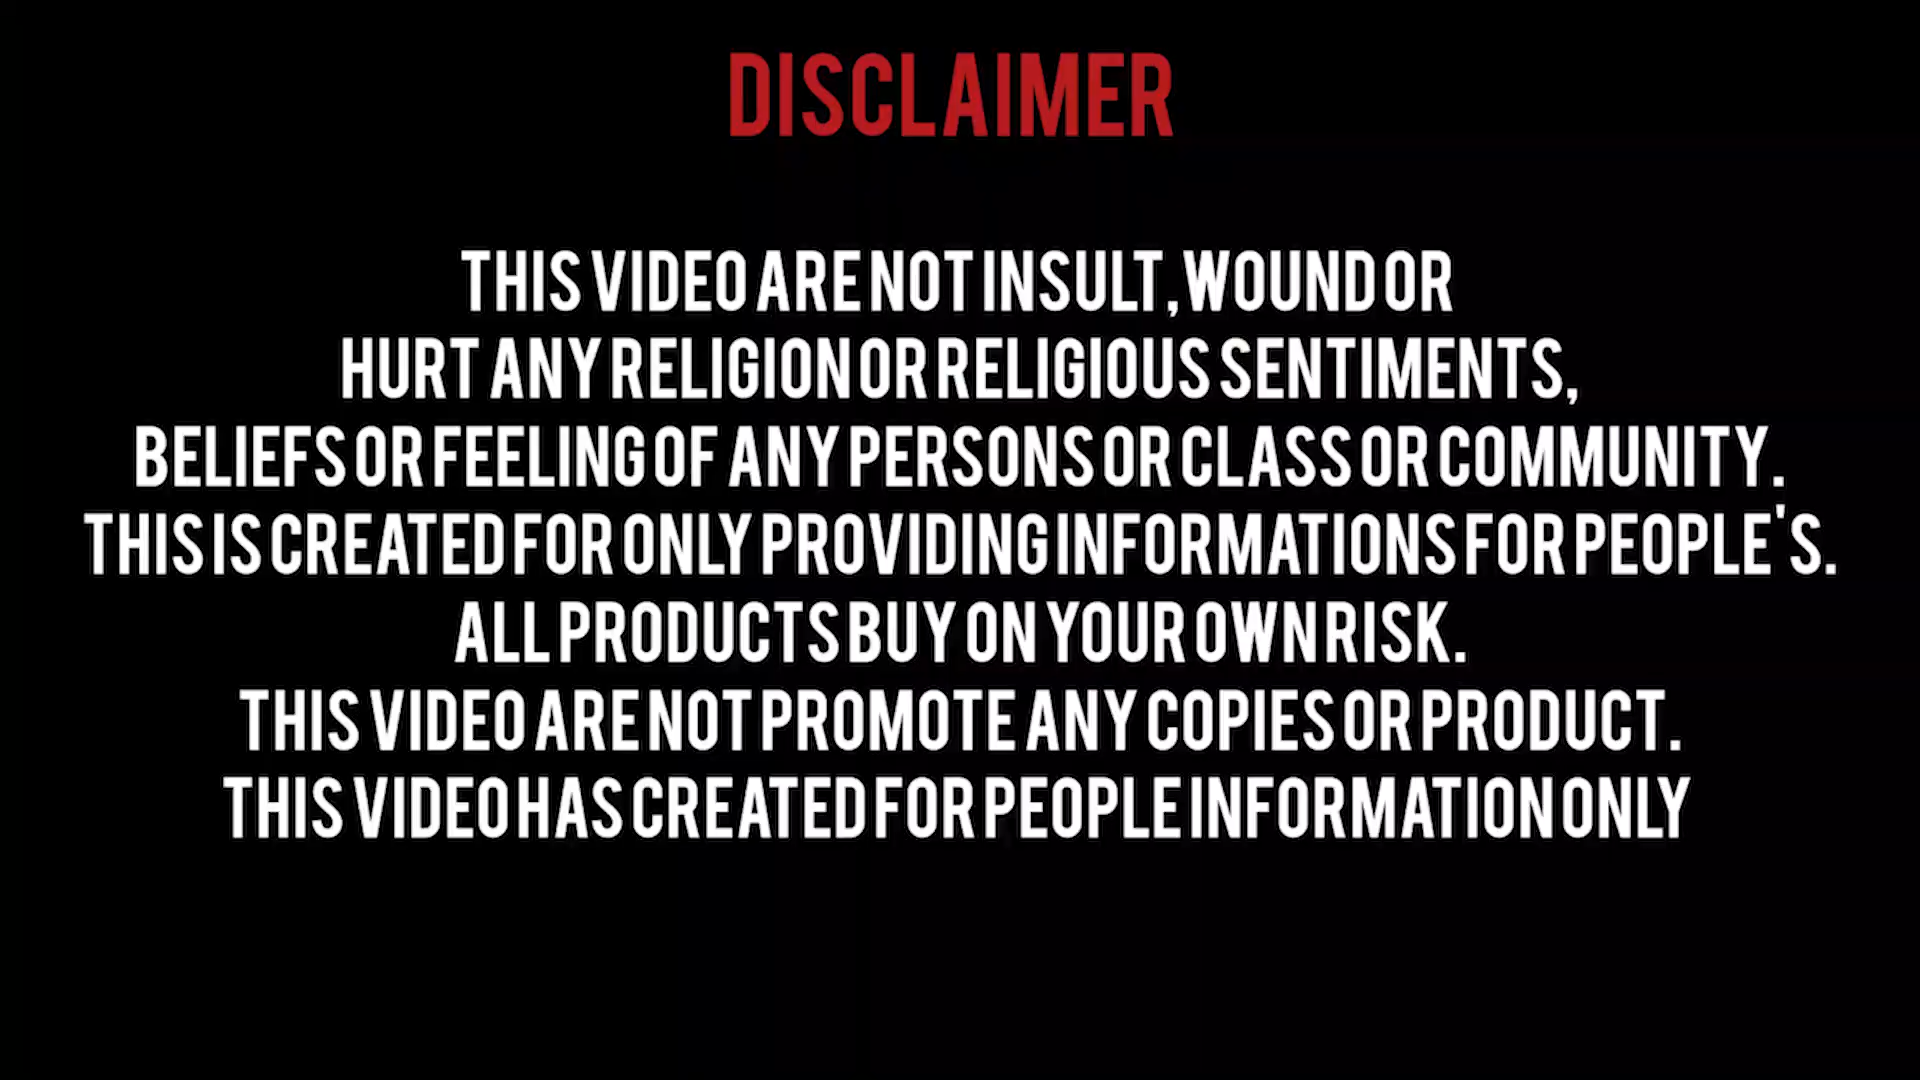 DISCLAIMER
THIS VIDEO ARE NOT INSULT, WOUND OR
HURT ANY RELIGION OR RELIGIOUS SENTIMENTS,
BELIEFS OR FEELING OF ANY PERSONS OR CLASS OR COMMUNITY.
THIS IS CREATED FOR ONLY PROVIDING INFORMATIONS FOR PEOPLE'S.
ALL PRODUCTS BUY ON YOUR OWN RISK.
THIS VIDEO ARE NOT PROMOTE ANY COPIES OR PRODUCT.
THIS VIDEO HAS CREATED FOR PEOPLE INFORMATION ONLY